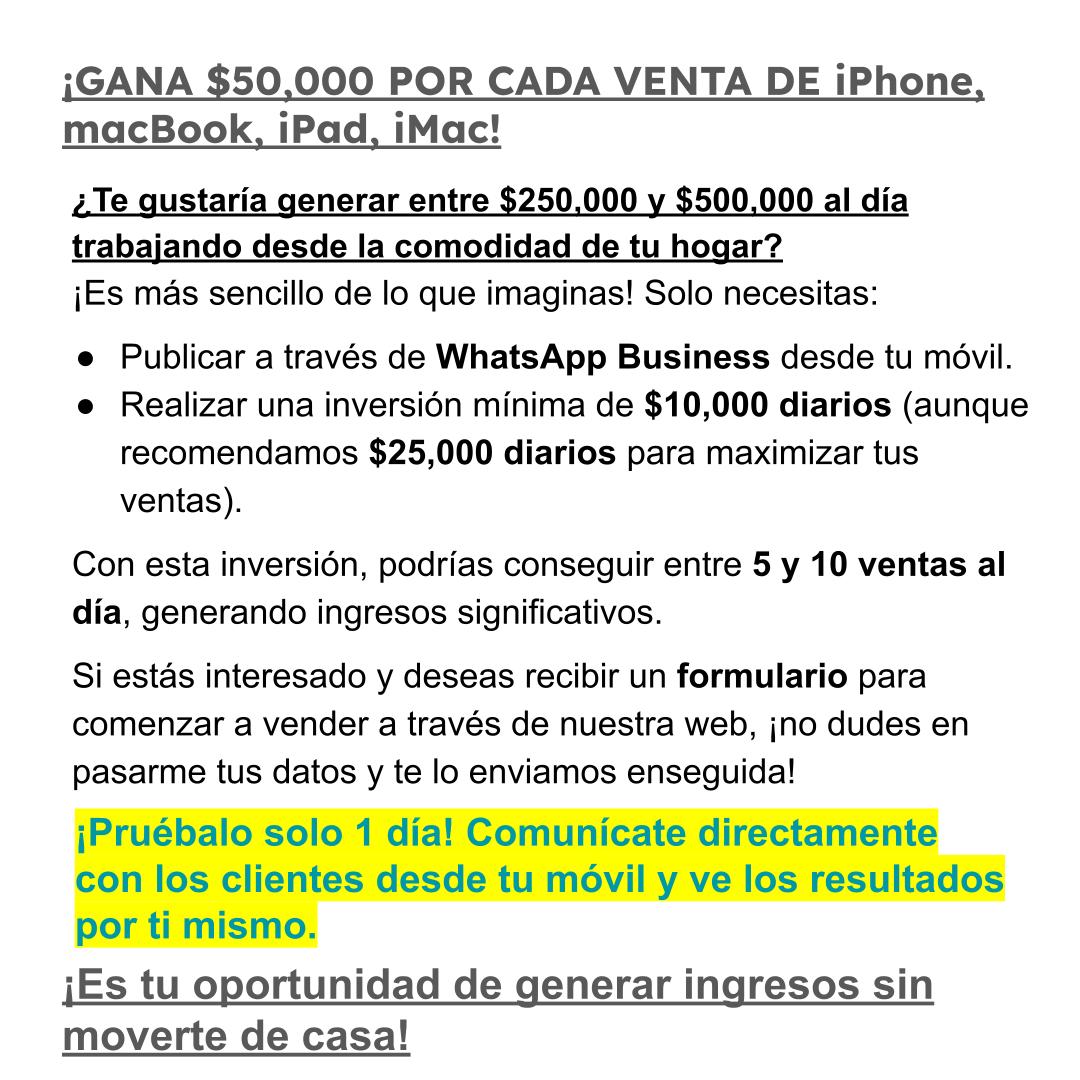 ¡GANA $50,000 POR CADA VENTA DE iPhone,
macBook, iPad, iMac!
¿Te gustaría generar entre $250,000 y $500,000 al día
trabajando desde la comodidad de tu hogar?
¡Es más sencillo de lo que imaginas! Solo necesitas:
● Publicar a través de WhatsApp Business desde tu móvil.
● Realizar una inversión mínima de $10,000 diarios (aunque
recomendamos $25,000 diarios para maximizar tus
ventas).
Con esta inversión, podrías conseguir entre 5 y 10 ventas al
día, generando ingresos significativos.
Si estás interesado y deseas recibir un formulario para
comenzar a vender a través de nuestra web, ¡no dudes en
pasarme tus datos y te lo enviamos enseguida!
¡Pruébalo solo 1 día! Comunícate directamente
con los clientes desde tu móvil y ve los resultados
por ti mismo.
¡Es tu oportunidad de generar ingresos sin
moverte de casa!